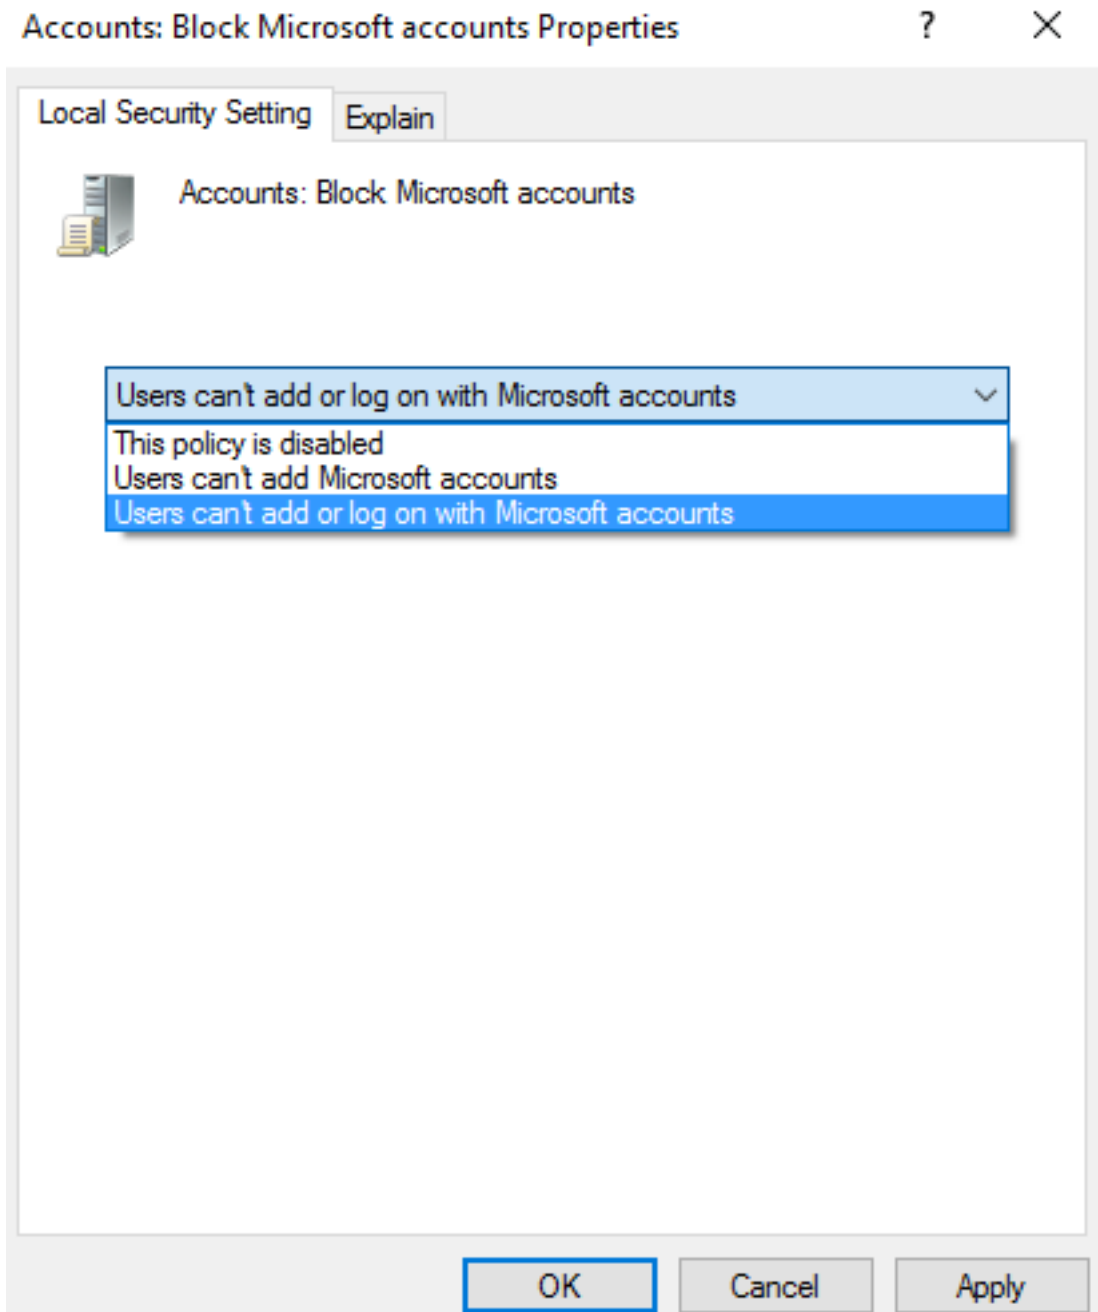 Accounts: Block Microsoft accounts Properties ?
Local Security Setting Explain
Accounts: Block Microsoft accounts
Users can't add or log on with Microsoft accounts
This policy is disabled
Users can't add Microsoft accounts
Users can't add or log on with Microsoft accounts
OK Cancel Apply